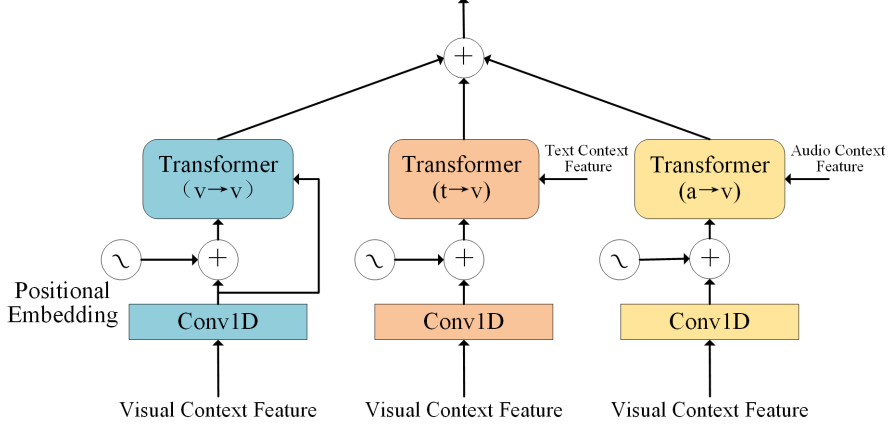 +
Transformer
（v→v）
Transformer
(t→v)
Text Context
Feature
Transformer
(a→v)
Audio Context
Feature
+
+
+
Positional
Embedding
Conv1D
Conv1D
Conv1D
Visual Context Feature
Visual Context Feature
Visual Context Feature